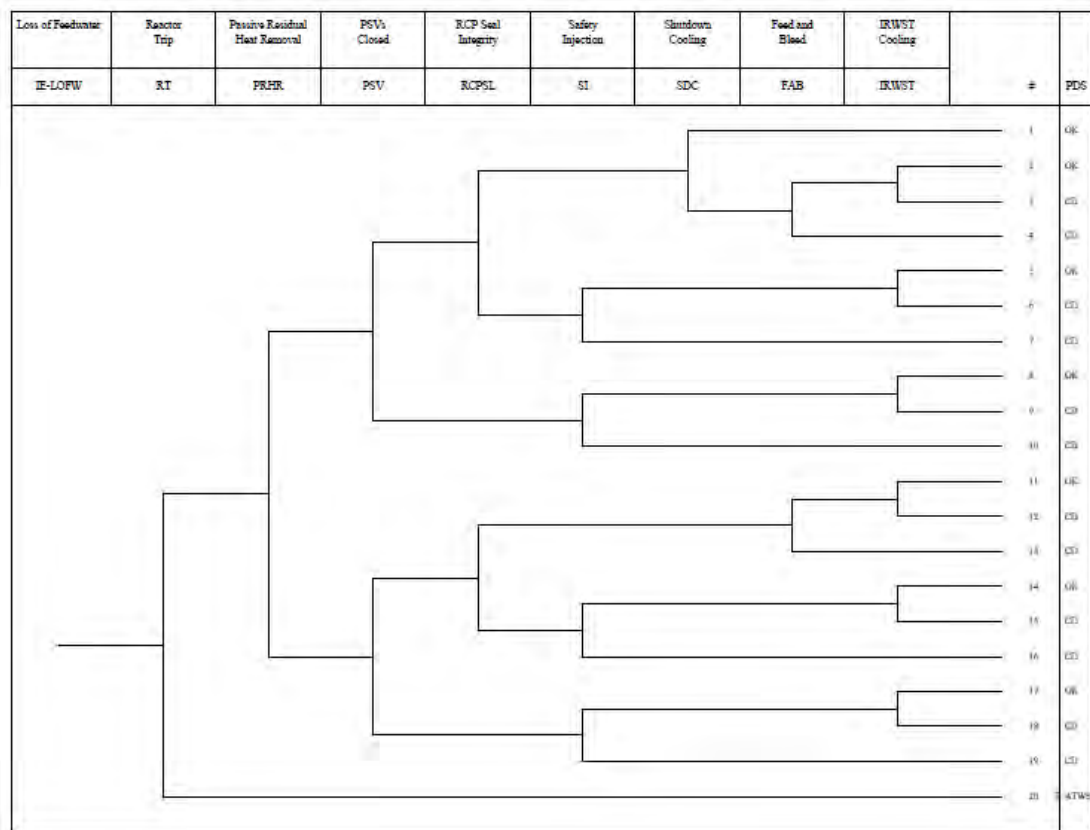 Loss of Feedwater Reactor Passive Residual PSVs RCP Seal Safety Shutdown Feed and IRWST
Trip Heat Removal Closed Integrity Injection Cooling Bleed Cooling
IE-LOFW RT PRHR PSV RCPSL SI SDC FAB IRWST # PDS
1 OK
2 OK
3 CD
4 CD
5 OK
6 CD
7 CD
8 OK
9 CD
10 CD
11 OK
12 CD
13 CD
14 OK
15 CD
16 CD
17 OK
18 CD
19 CD
20 ATWS